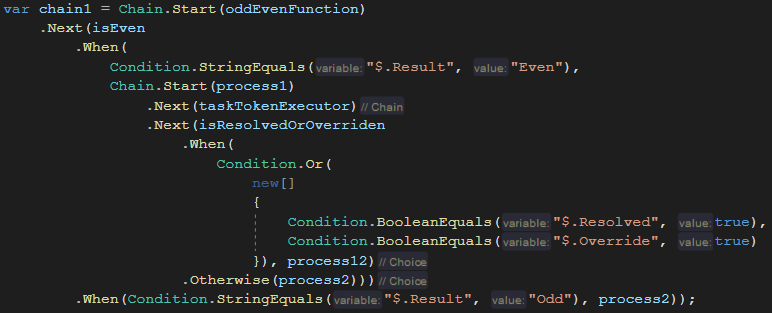 var chain1 = Chain.Start(oddEvenFunction)
    .Next(isEven
        .When(
            Condition.StringEquals(variable: "$.Result", value: "Even"),
            Chain.Start(process1)
                .Next(taskTokenExecutor) // Chain
                .Next(isResolvedOrOverriden
                    .When(
                        Condition.Or(
                            new[]
                            {
                                Condition.BooleanEquals(variable: "$.Resolved", value: true),
                                Condition.BooleanEquals(variable: "$.Override", value: true)
                            }), process12) // Choice
                    .Otherwise(process2))) // Choice
        .When(Condition.StringEquals(variable: "$.Result", value: "Odd"), process2));